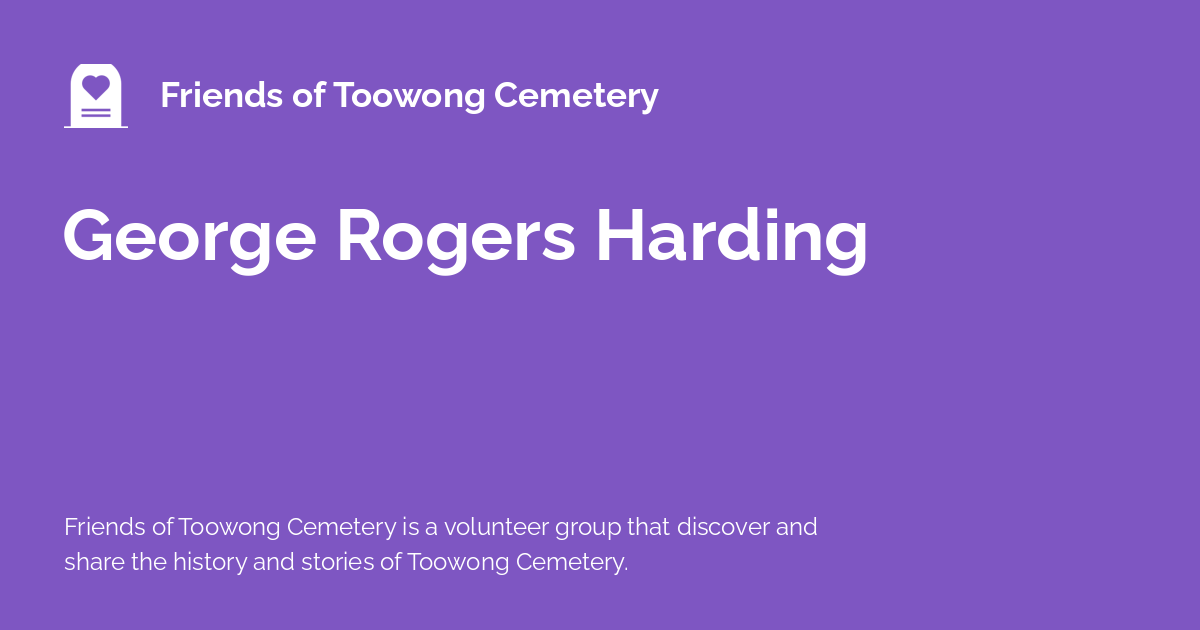 Friends of Toowong Cemetery
George Rogers Harding
Friends of Toowong Cemetery is a volunteer group that discover and
share the history and stories of Toowong Cemetery.